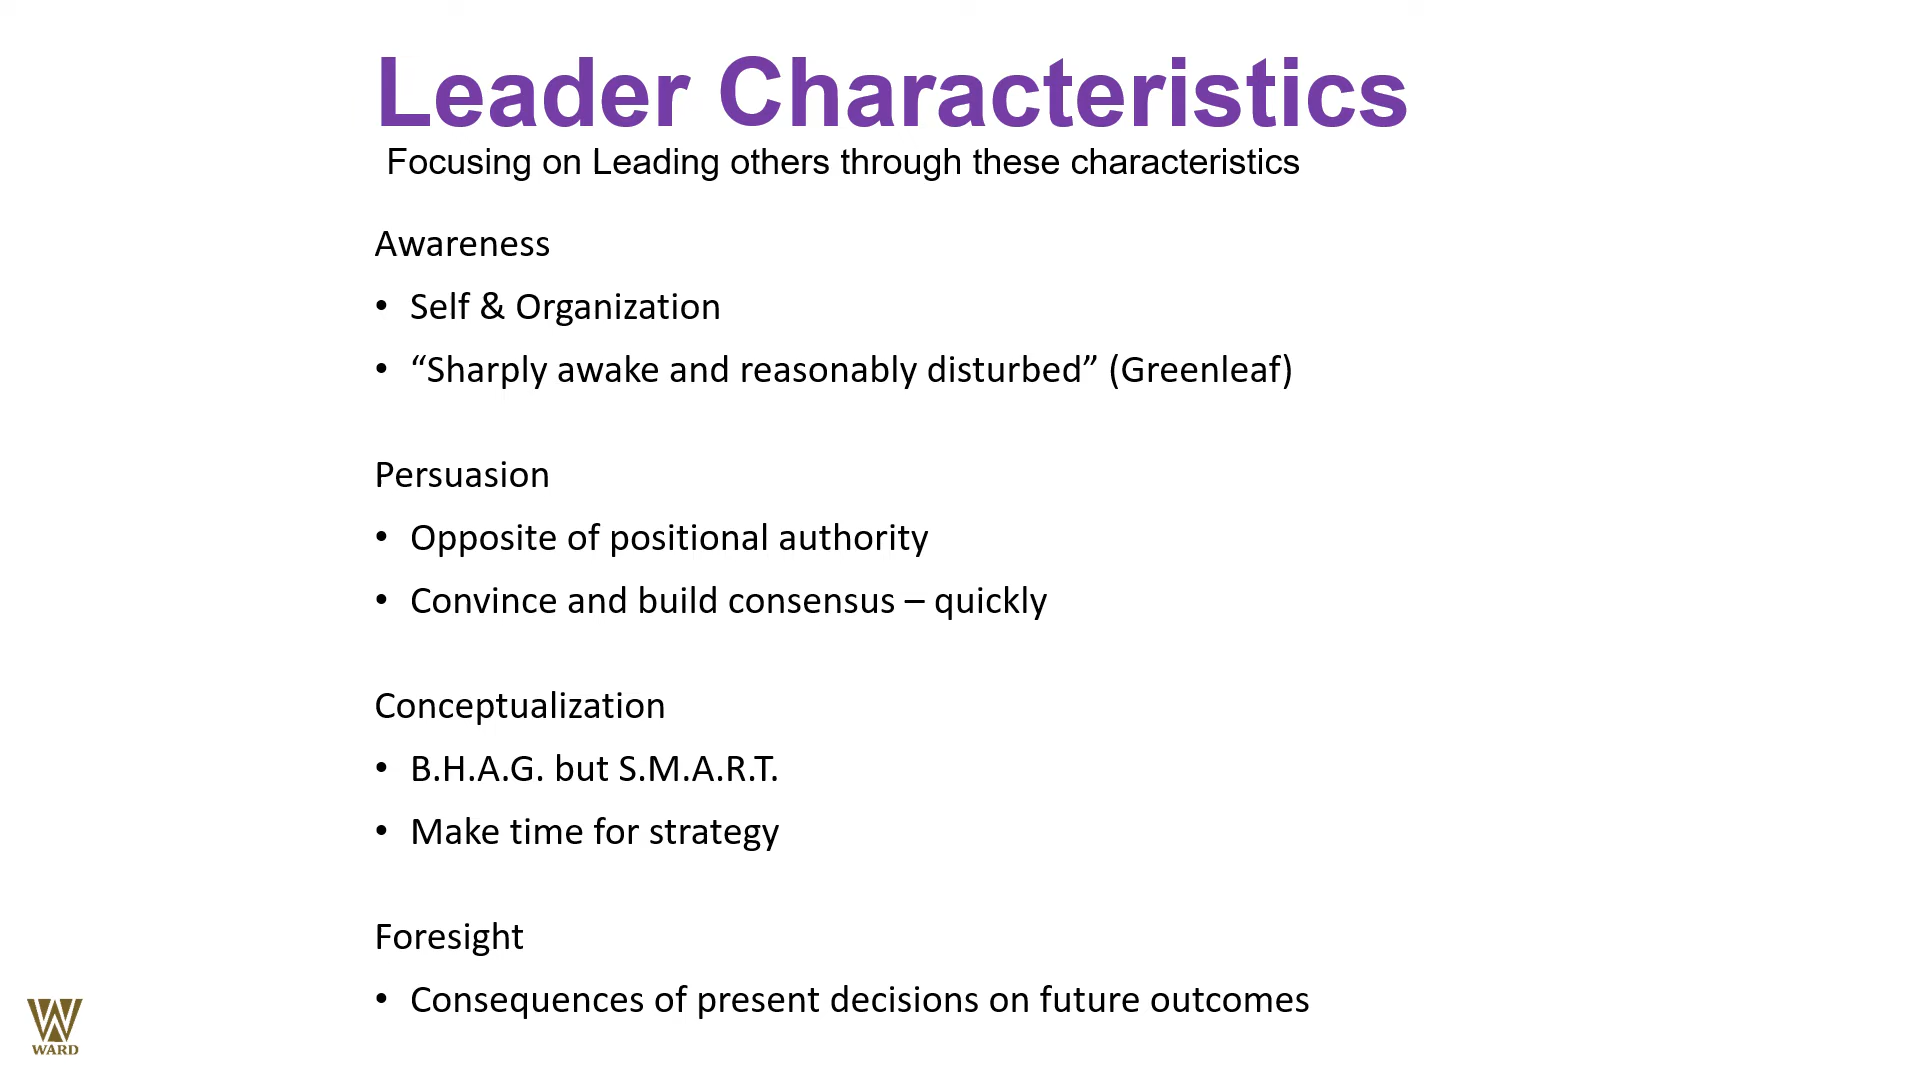 Leader Characteristics
Focusing on Leading others through these characteristics
Awareness
• Self & Organization
• “Sharply awake and reasonably disturbed” (Greenleaf)
Persuasion
• Opposite of positional authority
• Convince and build consensus – quickly
Conceptualization
• B.H.A.G. but S.M.A.R.T.
• Make time for strategy
Foresight
• Consequences of present decisions on future outcomes
WARD